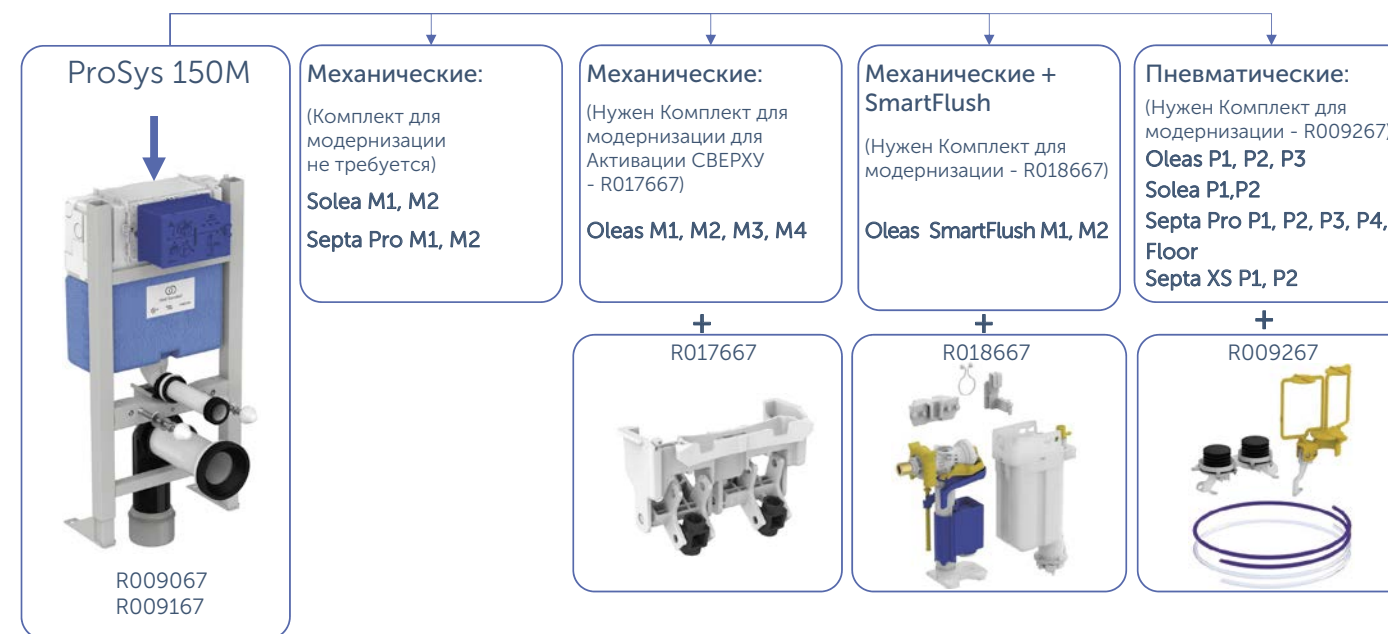 ProSys 150M
R009067
R009167
Механические:
(Комплект для
модернизации
не требуется)
Solea M1, M2
Septa Pro M1, M2
Механические:
(Нужен Комплект для
модернизации для
Активации СВЕРХУ
- R017667)
Oleas M1, M2, M3, M4
+
R017667
Механические +
SmartFlush
(Нужен Комплект для
модернизации - R018667)
Oleas SmartFlush M1, M2
+
R018667
Пневматические:
(Нужен Комплект для
модернизации - R009267)
Oleas P1, P2, P3
Solea P1,P2
Septa Pro P1, P2, P3, P4,
Floor
Septa XS P1, P2
+
R009267